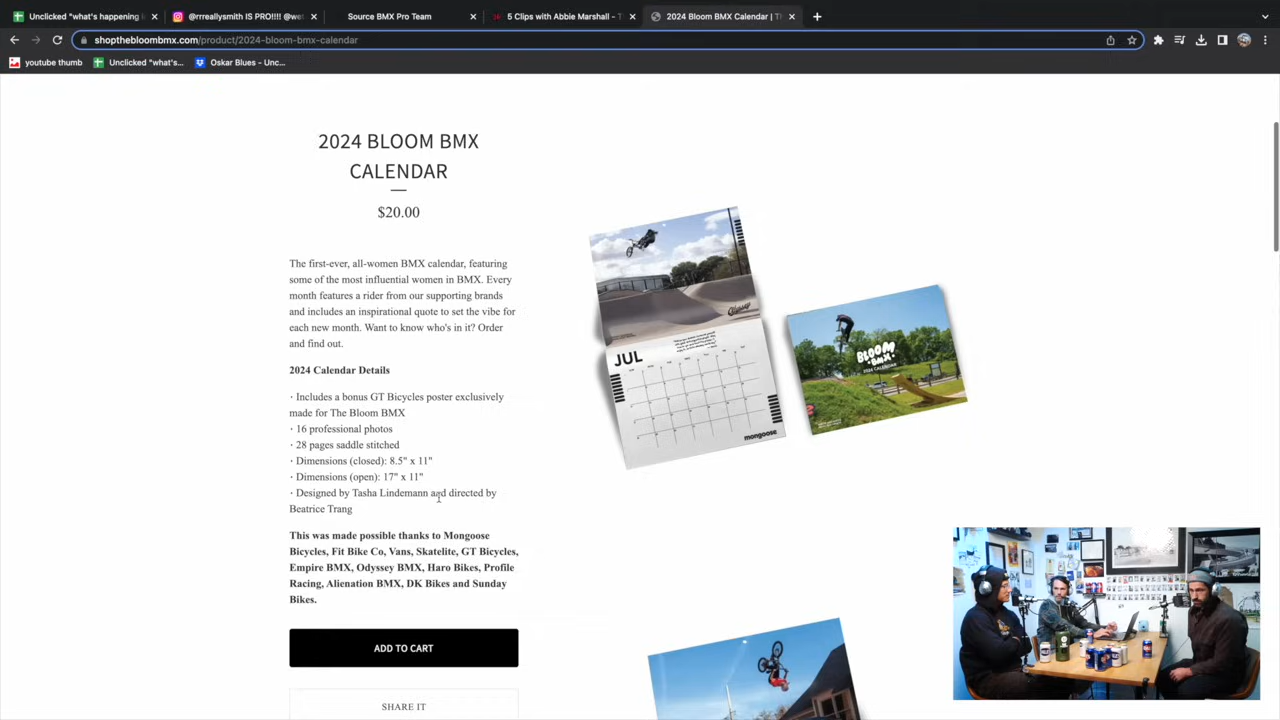 Unclicked "what's happening i
@rrreallysmith IS PRO!!!! @we
Source BMX Pro Team
5 Clips with Abbie Marshall - T
2024 Bloom BMX Calendar | Th
shopthebloombmx.com/product/2024-bloom-bmx-calendar
youtube thumb
Unclicked "what's...
Oskar Blues - Unc...
2024 BLOOM BMX
CALENDAR
$20.00
The first-ever, all-women BMX calendar, featuring
some of the most influential women in BMX. Every
month features a rider from our supporting brands
and includes an inspirational quote to set the vibe for
each new month. Want to know who's in it? Order
and find out.
2024 Calendar Details
· Includes a bonus GT Bicycles poster exclusively
made for The Bloom BMX
· 16 professional photos
· 28 pages saddle stitched
· Dimensions (closed): 8.5" x 11"
· Dimensions (open): 17" x 11"
· Designed by Tasha Lindemann and directed by
Beatrice Trang
This was made possible thanks to Mongoose
Bicycles, Fit Bike Co, Vans, Skatelite, GT Bicycles,
Empire BMX, Odyssey BMX, Haro Bikes, Profile
Racing, Alienation BMX, DK Bikes and Sunday
Bikes.
ADD TO CART
SHARE IT
Odyssey
JUL
mongoose
BLOOM
BMX
2024 CALENDAR